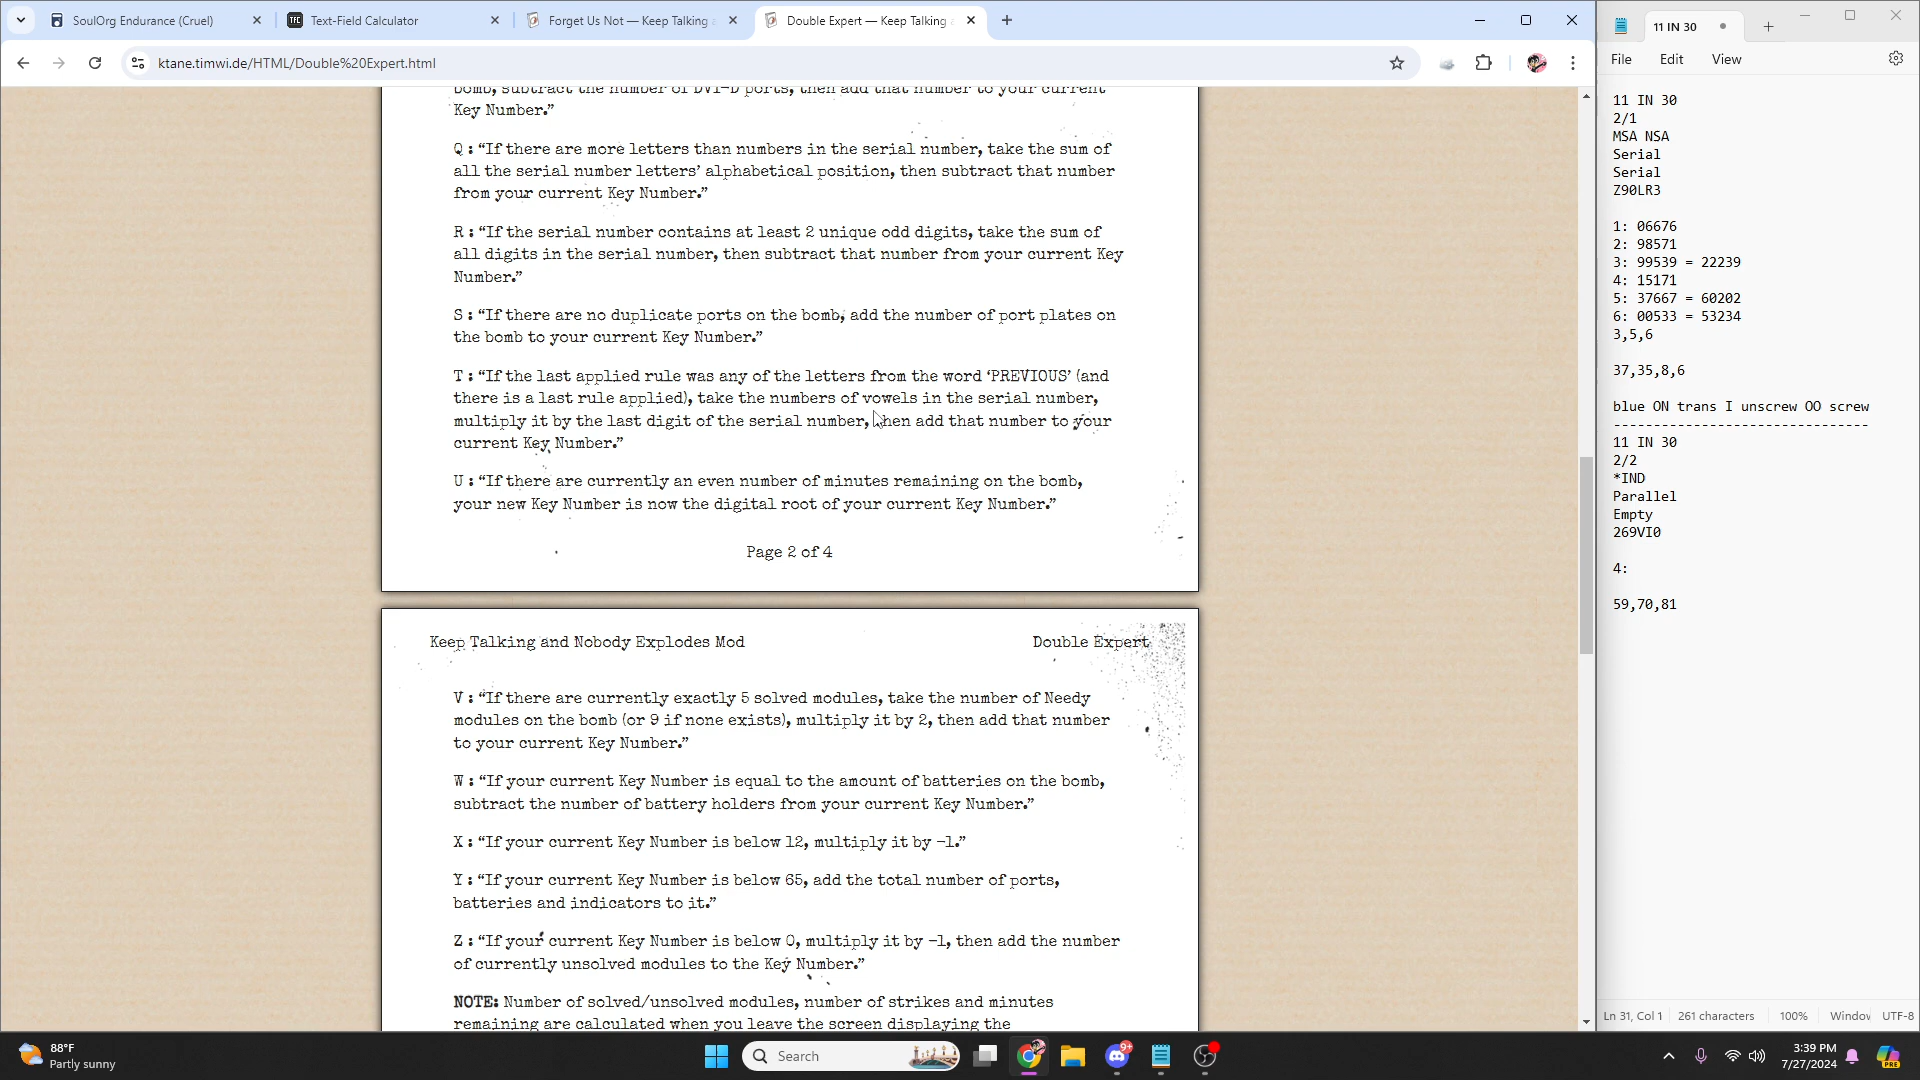 SoulOrg Endurance (Cruel)
TFC Text-Field Calculator
Forget Us Not — Keep Talking
Double Expert — Keep Talking
ktane.timwi.de/HTML/Double%20Expert.html
bomb, subtract the number of DVI-D ports, then add that number to your current
Key Number.”
Q : “If there are more letters than numbers in the serial number, take the sum of
all the serial number letters’ alphabetical position, then subtract that number
from your current Key Number.”
R : “If the serial number contains at least 2 unique odd digits, take the sum of
all digits in the serial number, then subtract that number from your current Key
Number.”
S : “If there are no duplicate ports on the bomb, add the number of port plates on
the bomb to your current Key Number.”
T : “If the last applied rule was any of the letters from the word ‘PREVIOUS’ (and
there is a last rule applied), take the numbers of vowels in the serial number,
multiply it by the last digit of the serial number, then add that number to your
current Key Number.”
U : “If there are currently an even number of minutes remaining on the bomb,
your new Key Number is now the digital root of your current Key Number.”
Page 2 of 4
Keep Talking and Nobody Explodes Mod
Double Expert
V : “If there are currently exactly 5 solved modules, take the number of Needy
modules on the bomb (or 9 if none exists), multiply it by 2, then add that number
to your current Key Number.”
W : “If your current Key Number is equal to the amount of batteries on the bomb,
subtract the number of battery holders from your current Key Number.”
X : “If your current Key Number is below 12, multiply it by -1.”
Y : “If your current Key Number is below 65, add the total number of ports,
batteries and indicators to it.”
Z : “If your current Key Number is below 0, multiply it by -1, then add the number
of currently unsolved modules to the Key Number.”
NOTE: Number of solved/unsolved modules, number of strikes and minutes
remaining are calculated when you leave the screen displaying the
11 IN 30
File Edit View
11 IN 30
2/1
MSA NSA
Serial
Serial
Z90LR3
1: 06676
2: 98571
3: 99539 = 22239
4: 15171
5: 37667 = 60202
6: 00533 = 53234
3,5,6
37,35,8,6
blue ON trans I unscrew OO screw
--------------------------------
11 IN 30
2/2
*IND
Parallel
Empty
269VI0
4:
59,70,81
Ln 31, Col 1 261 characters 100% Windov UTF-8
88°F
Partly sunny
Search
9+
PRE
3:39 PM
7/27/2024